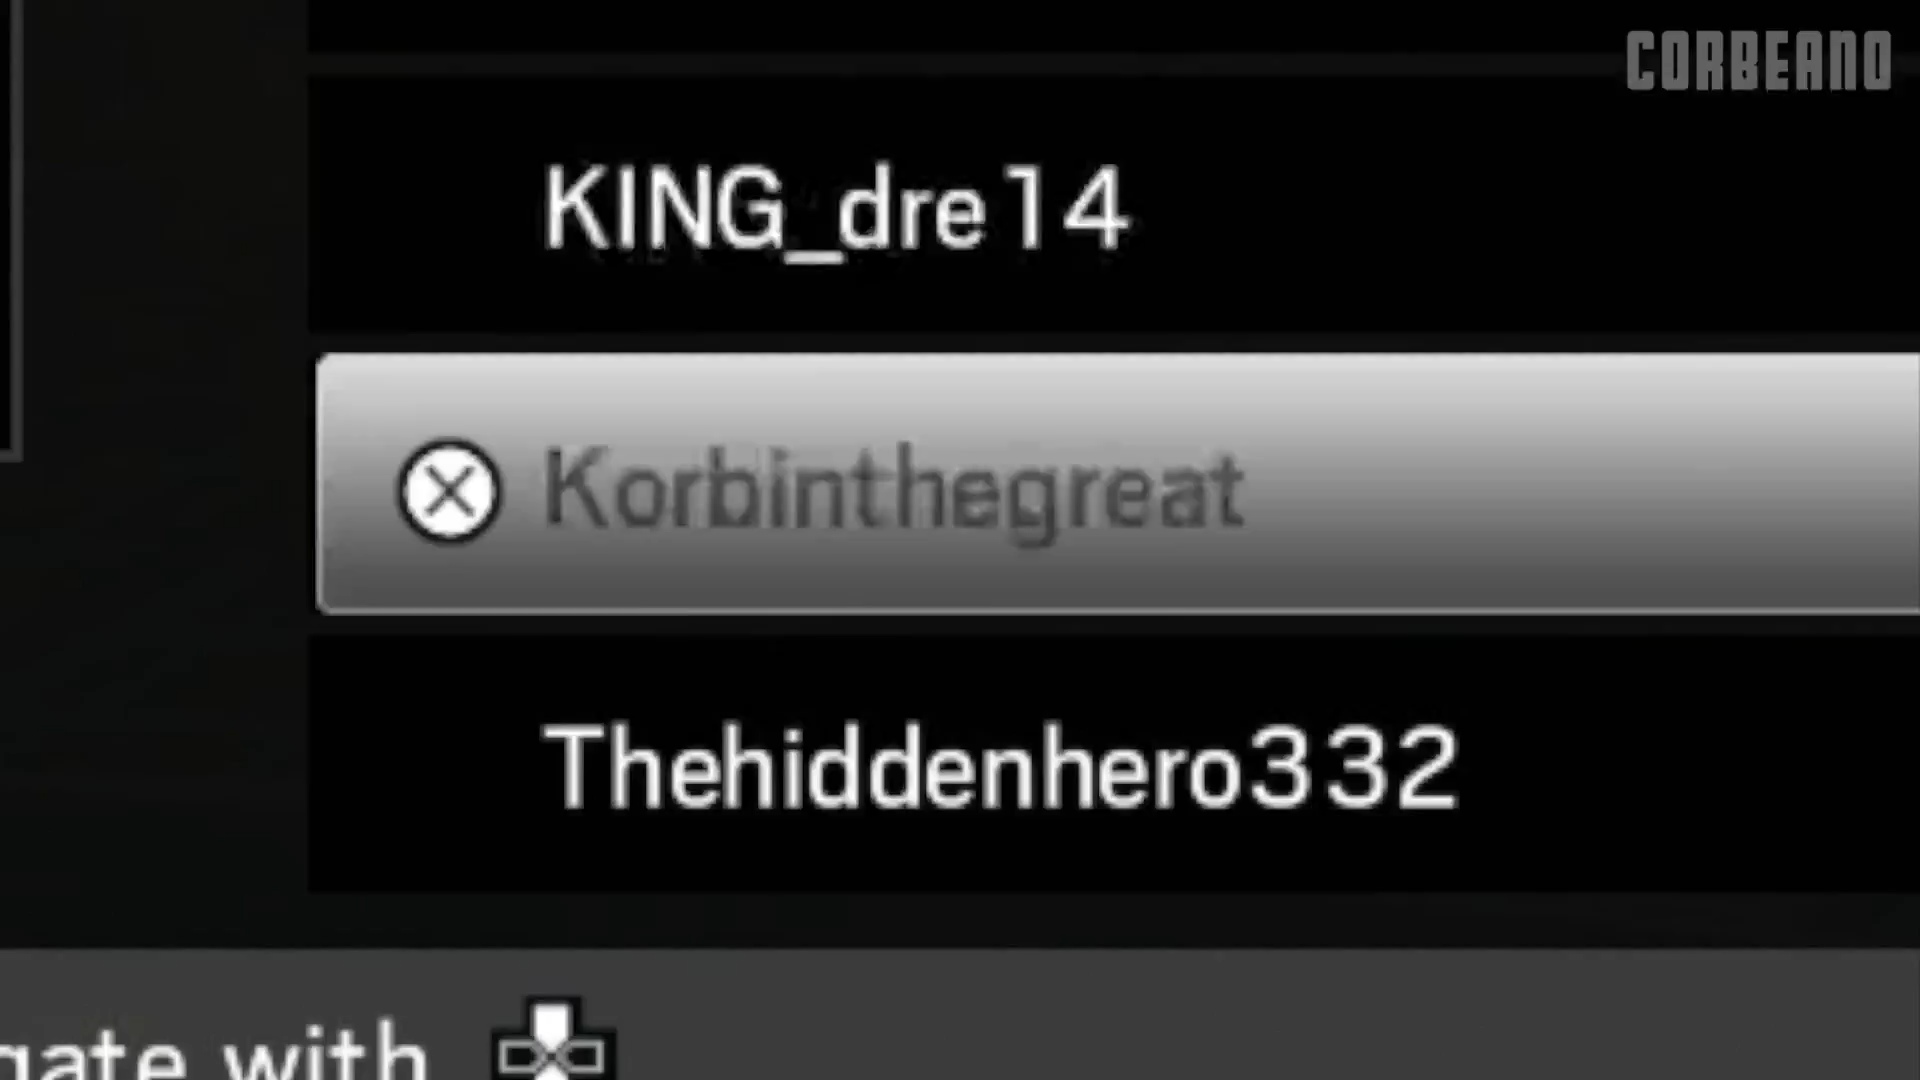 CORBEANO
KING_dre14
Korbinthegreat
Thehiddenhero332
gate with